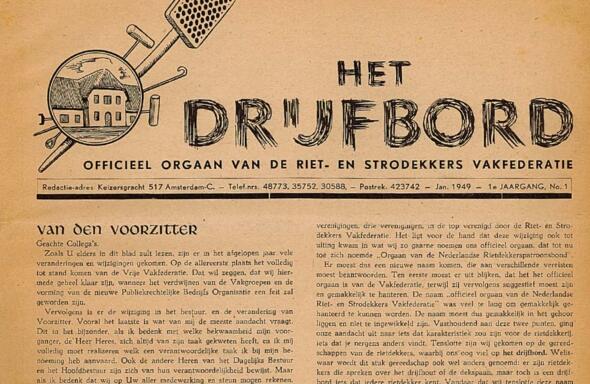 HET
DRIJFBORD
OFFICIEEL ORGAAN VAN DE RIET- EN STRODEKKERS VAKFEDERATIE
Redactie-adres Keizersgracht 517 Amsterdam-C. – Telef.nrs. 48773, 35752, 30588, – Postrek. 423742 – Jan. 1949 – 1e JAARGANG, No. 1
van den voorzitter
Geachte Collega's.
Zoals U elders in dit blad zult lezen, zijn er in het afgelopen jaar vele
veranderingen en wijzigingen gekomen. Op de allereerste plaats het volledig
tot stand komen van de Vrije Vakfederatie. Dat wil zeggen, dat wij hier-
mede geheel klaar zijn, wanneer het verdwijnen van de Vakgroepen en de
vorming van de nieuwe Publiekrechtelijke Bedrijfs Organisatie een feit zal
geworden zijn.
Vervolgens is er de wijziging in het bestuur, en de verandering van
Voorzitter. Vooral het laatste is wat van mij de meeste aandacht vraagt.
Dit in het bijzonder, als ik bedenk met welke bekwaamheid mijn voor-
ganger, de Heer Heres, zich altijd van zijn taak gekweten heeft, en ik mij
volledig moet realiseren welk een verantwoordelijke taak ik bij mijn be-
noeming heb aanvaard. Ook de andere Heren van het Dagelijks Bestuur
en het Hoofdbestuur zijn zich van hun verantwoordelijkheid bewust. Maar
als ik bedenk dat wij op Uw aller medewerking en steun mogen rekenen,
verenigingen, drie verenigingen, in de top verenigd door de Riet- en Stro-
dekkers Vakfederatie. Het ligt voor de hand dat deze wijziging ook tot
uiting kwam in wat wij zo gaarne noemen ons officieel orgaan, dat tot nu
toe zich noemde „Orgaan van de Nederlandse Rietdekkerspatroonsbond".
Er moest dus een nieuwe naam komen, die aan verschillende vereisten
moest beantwoorden. Ten eerste moest er uit blijken, dat het het officieel
orgaan is van de Vakfederatie, terwijl zij vervolgens suggestief moest zijn
en gemakkelijk te hanteren. De naam „officieel orgaan van de Nederlandse
Riet- en Strodekkers Vakfederatie" was veel te lang om gemakkelijk ge-
hanteerd te kunnen worden. De naam moest dus gemakkelijk in het gehoor
liggen en niet te ingewikkeld zijn. Vasthoudend aan deze twee punten, ging
onze aandacht uit naar iets dat karakteristiek zou zijn voor de rietdekkerij,
iets dat je nergens anders vindt. Tenslotte zijn wij gekomen op de gereed-
schappen van de rietdekkers, waarbij ons oog viel op het drijfbord. Welis-
waar wordt dit stuk gereedschap ook wel anders genoemd: er zijn rietdek-
kers die spreken over het drijfbord of de dekspaan, maar toch is een drijf-